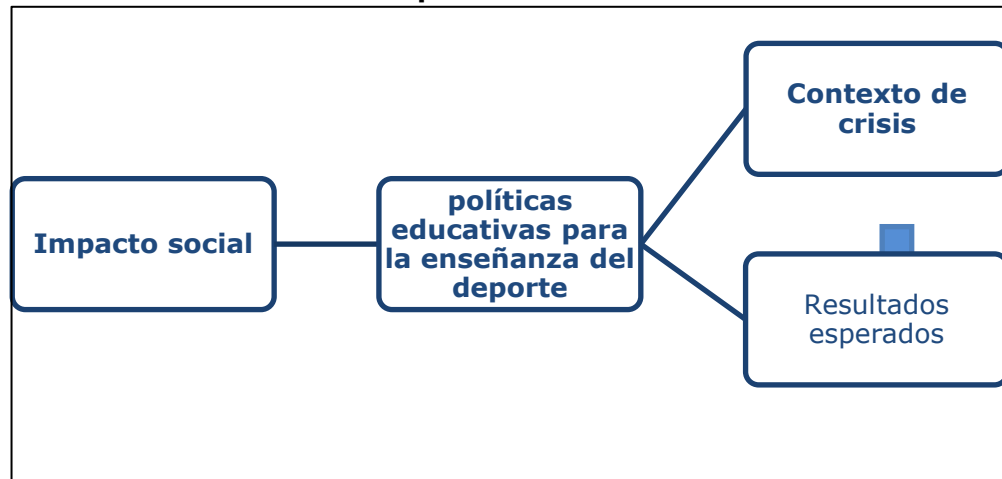 Impacto social
políticas
educativas para
la enseñanza del
deporte
Contexto de
crisis
Resultados
esperados